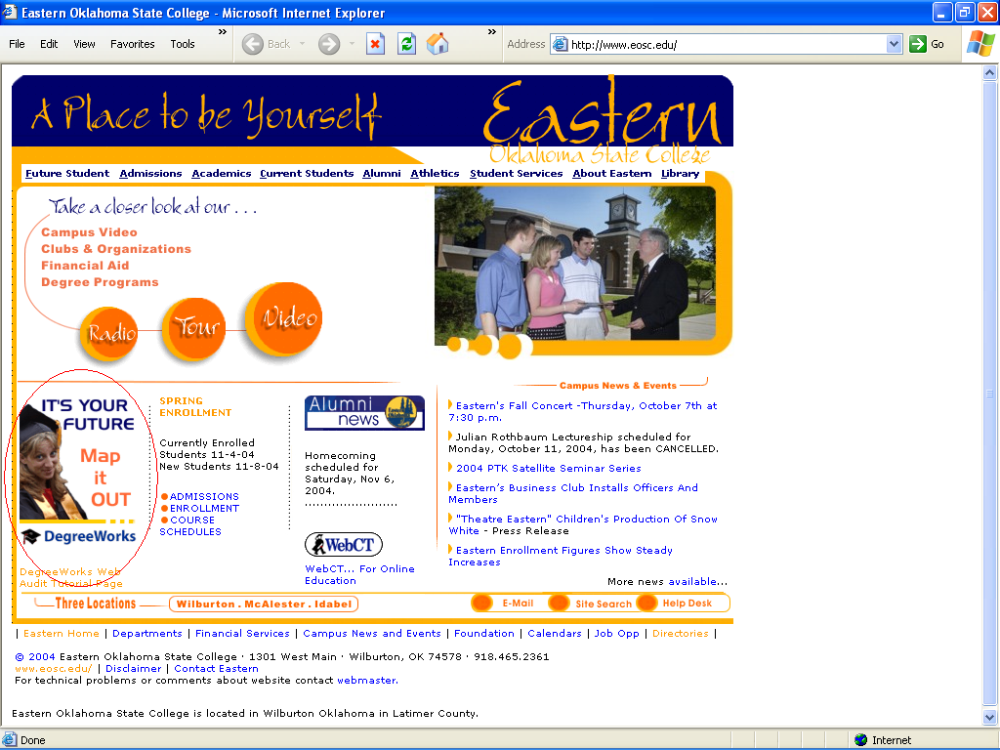 Eastern Oklahoma State College - Microsoft Internet Explorer
File Edit View Favorites Tools » Back » Address http://www.eosc.edu/ Go
A Place to be Yourself
Eastern
Oklahoma State College
Future Student Admissions Academics Current Students Alumni Athletics Student Services About Eastern Library
Take a closer look at our . . .
Campus Video
Clubs & Organizations
Financial Aid
Degree Programs
Radio Tour Video
IT'S YOUR
FUTURE
Map
it
OUT
DegreeWorks
DegreeWorks Web
Audit Tutorial Page
SPRING
ENROLLMENT
Currently Enrolled
Students 11-4-04
New Students 11-8-04
ADMISSIONS
ENROLLMENT
COURSE
SCHEDULES
Alumni
news
Homecoming
scheduled for
Saturday, Nov 6,
2004.
WebCT
WebCT... For Online
Education
Campus News & Events
Eastern's Fall Concert -Thursday, October 7th at
7:30 p.m.
Julian Rothbaum Lectureship scheduled for
Monday, October 11, 2004, has been CANCELLED.
2004 PTK Satellite Seminar Series
Eastern's Business Club Installs Officers And
Members
"Theatre Eastern" Children's Production Of Snow
White - Press Release
Eastern Enrollment Figures Show Steady
Increases
More news available...
Three Locations Wilburton . McAlester . Idabel E-Mail Site Search Help Desk
| Eastern Home | Departments | Financial Services | Campus News and Events | Foundation | Calendars | Job Opp | Directories |
© 2004 Eastern Oklahoma State College · 1301 West Main · Wilburton, OK 74578 · 918.465.2361
www.eosc.edu/ | Disclaimer | Contact Eastern
For technical problems or comments about website contact webmaster.
Eastern Oklahoma State College is located in Wilburton Oklahoma in Latimer County.
Done Internet